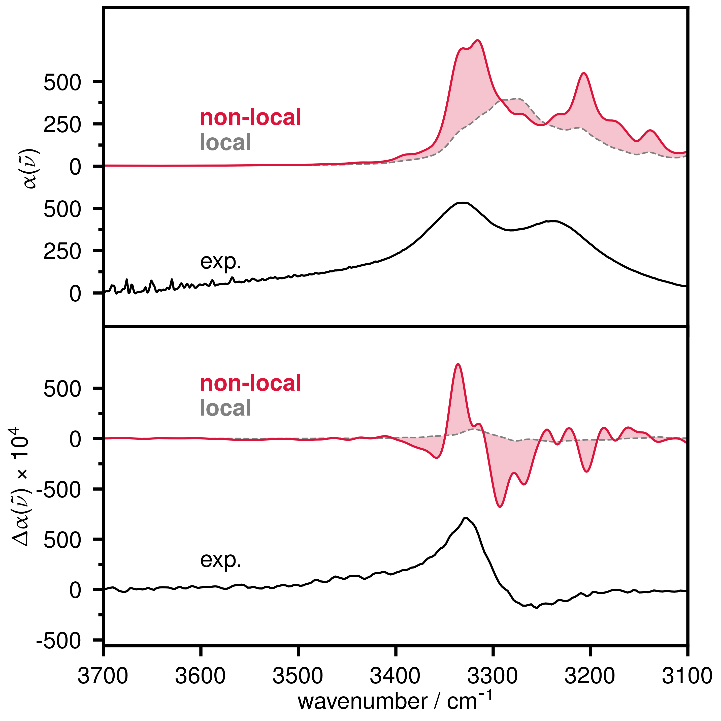 500
non-local
250
local
α(ν̃)
0
500
250
exp.
0
non-local
500
local
0
-500
Δα(ν̃) × 10⁴
500
exp.
0
-500
3700 3600 3500 3400 3300 3200 3100
wavenumber / cm⁻¹